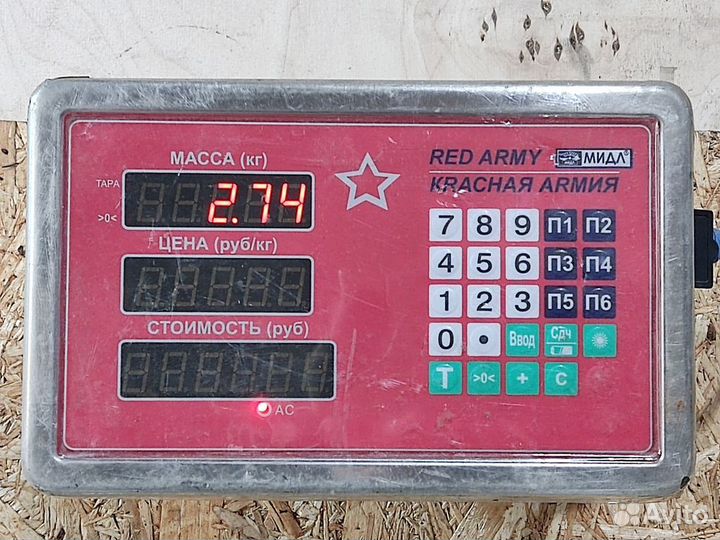 МАССА (кг)
ТАРА
>0<
2.74
ЦЕНА (руб/кг)
СТОИМОСТЬ (руб)
AC
RED ARMY МИДЛ®
КРАСНАЯ АРМИЯ
7 8 9 П1 П2
4 5 6 П3 П4
1 2 3 П5 П6
0 • Ввод Сдч
T >0< + C
Avito